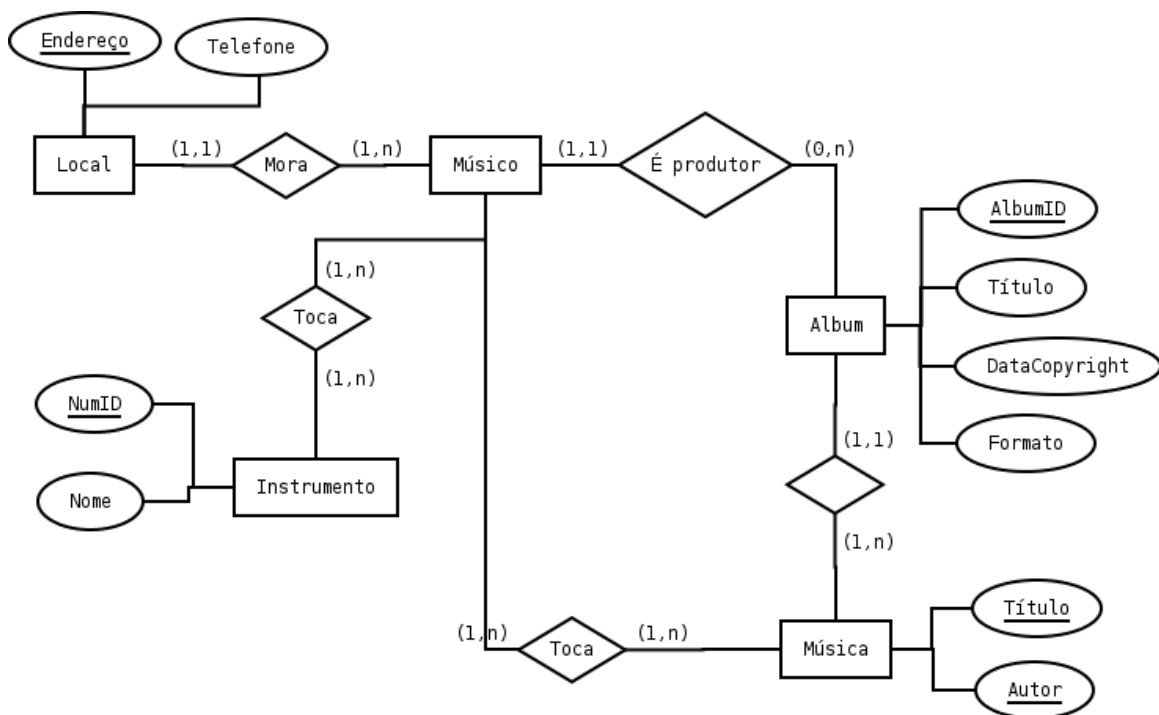 Endereço
Telefone
Local
(1,1)
Mora
(1,n)
Músico
(1,1)
É produtor
(0,n)
AlbumID
Título
DataCopyright
Formato
Album
(1,n)
Toca
(1,n)
NumID
Nome
Instrumento
(1,1)
(1,n)
(1,n)
Toca
(1,n)
Música
Título
Autor